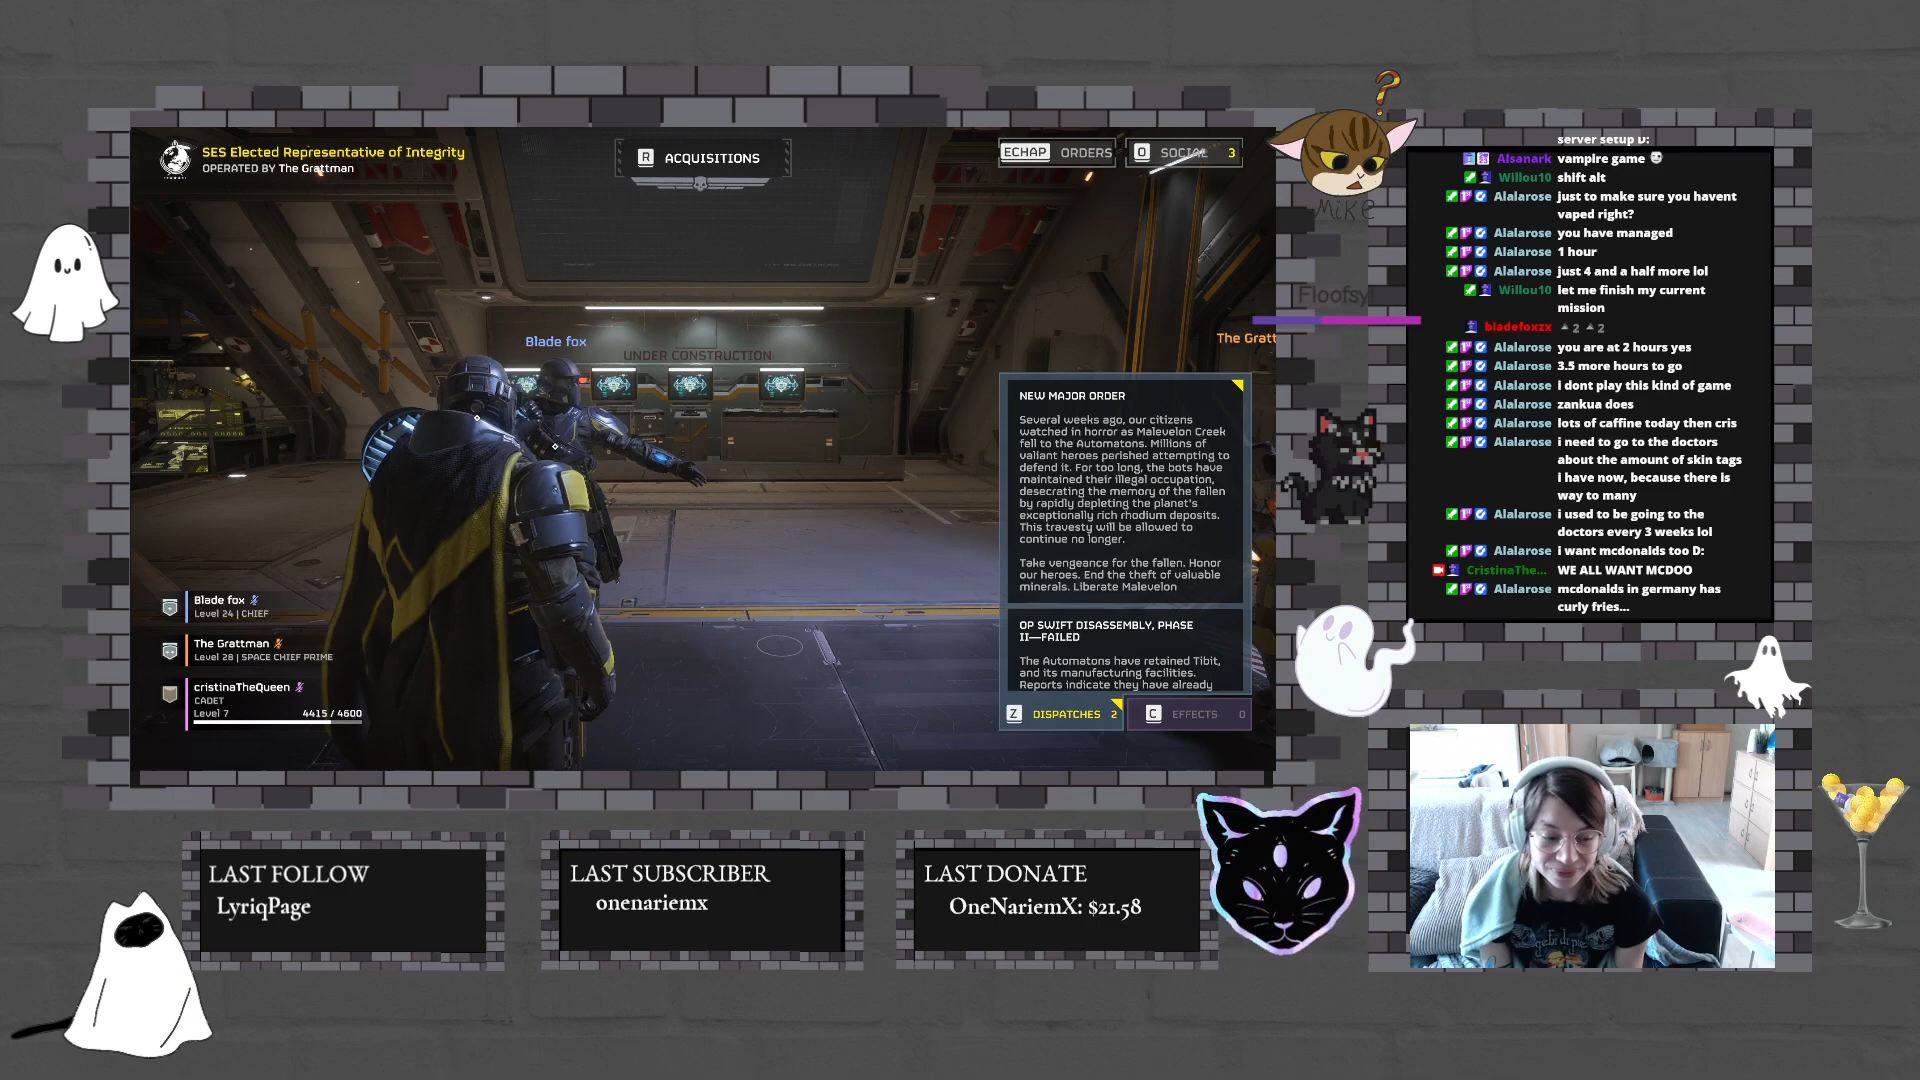 SES Elected Representative of Integrity
OPERATED BY The Grattman
R ACQUISITIONS
ECHAP ORDERS
O SOCIAL 3
Blade fox
UNDER CONSTRUCTION
The Gratt
NEW MAJOR ORDER
Several weeks ago, our citizens
watched in horror as Malevelon Creek
fell to the Automatons. Millions of
valiant heroes perished attempting to
defend it. For too long, the bots have
maintained their illegal occupation,
desecrating the memory of the fallen
by rapidly depleting the planet's
exceptionally rich rhodium deposits.
This travesty will be allowed to
continue no longer.
Take vengeance for the fallen. Honor
our heroes. End the theft of valuable
minerals. Liberate Malevelon
OP SWIFT DISASSEMBLY, PHASE
II—FAILED
The Automatons have retained Tibit,
and its manufacturing facilities.
Reports indicate they have already
Z DISPATCHES 2
C EFFECTS 0
Blade fox
Level 24 | CHIEF
The Grattman
Level 28 | SPACE CHIEF PRIME
cristinaTheQueen
CADET
Level 7 4415 / 4600
Mike
Floofsy
server setup D:
Alsanark vampire game
Willou10 shift alt
Alalarose just to make sure you havent
vaped right?
Alalarose you have managed
Alalarose 1 hour
Alalarose just 4 and a half more lol
Willou10 let me finish my current
mission
bladefoxzx 2 2
Alalarose you are at 2 hours yes
Alalarose 3.5 more hours to go
Alalarose i dont play this kind of game
Alalarose zankua does
Alalarose lots of caffine today then cris
Alalarose i need to go to the doctors
about the amount of skin tags
i have now, because there is
way to many
Alalarose i used to be going to the
doctors every 3 weeks lol
Alalarose i want mcdonalds too D:
CristinaThe... WE ALL WANT MCDOO
Alalarose mcdonalds in germany has
curly fries...
LAST FOLLOW
LyriqPage
LAST SUBSCRIBER
onenariemx
LAST DONATE
OneNariemX: $21.58